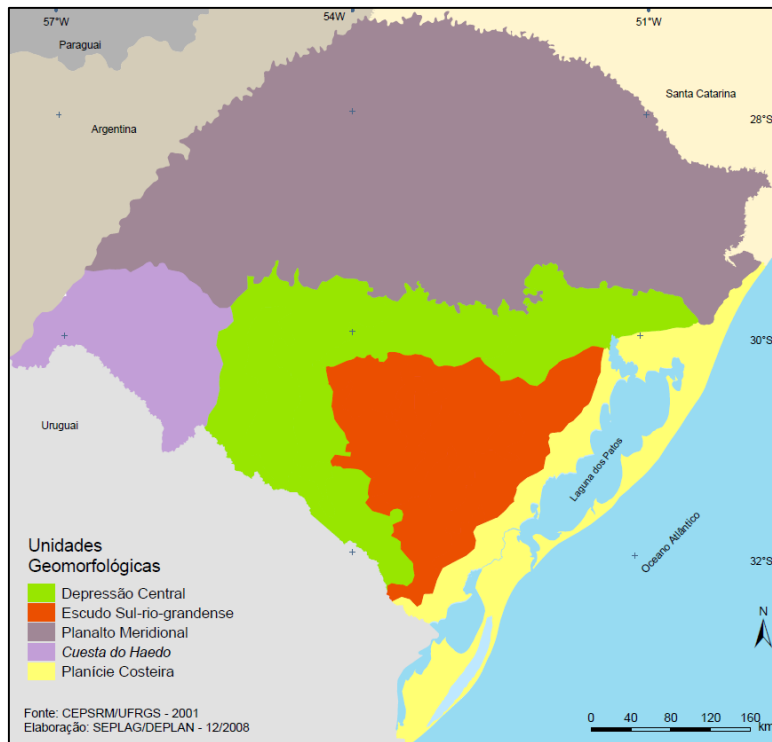 57°W
54°W
51°W
Paraguai
Santa Catarina
28°S
Argentina
30°S
Uruguai
Laguna dos Patos
Oceano Atlântico
32°S
Unidades
Geomorfológicas
Depressão Central
Escudo Sul-rio-grandense
Planalto Meridional
Cuesta do Haedo
Planície Costeira
N
Fonte: CEPSRM/UFRGS - 2001
Elaboração: SEPLAG/DEPLAN - 12/2008
0 40 80 120 160
km